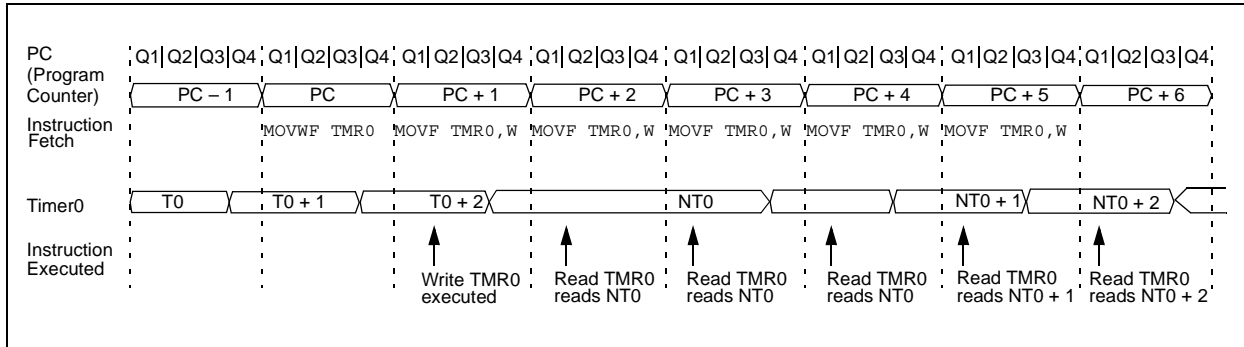 PC (Program Counter)
Q1 Q2 Q3 Q4 Q1 Q2 Q3 Q4 Q1 Q2 Q3 Q4 Q1 Q2 Q3 Q4 Q1 Q2 Q3 Q4 Q1 Q2 Q3 Q4 Q1 Q2 Q3 Q4 Q1 Q2 Q3 Q4
PC – 1 PC PC + 1 PC + 2 PC + 3 PC + 4 PC + 5 PC + 6
Instruction Fetch
MOVWF TMR0 MOVF TMR0,W MOVF TMR0,W MOVF TMR0,W MOVF TMR0,W MOVF TMR0,W
Timer0
T0 T0 + 1 T0 + 2 NT0 NT0 + 1 NT0 + 2
Instruction Executed
Write TMR0 executed
Read TMR0 reads NT0
Read TMR0 reads NT0
Read TMR0 reads NT0
Read TMR0 reads NT0 + 1
Read TMR0 reads NT0 + 2